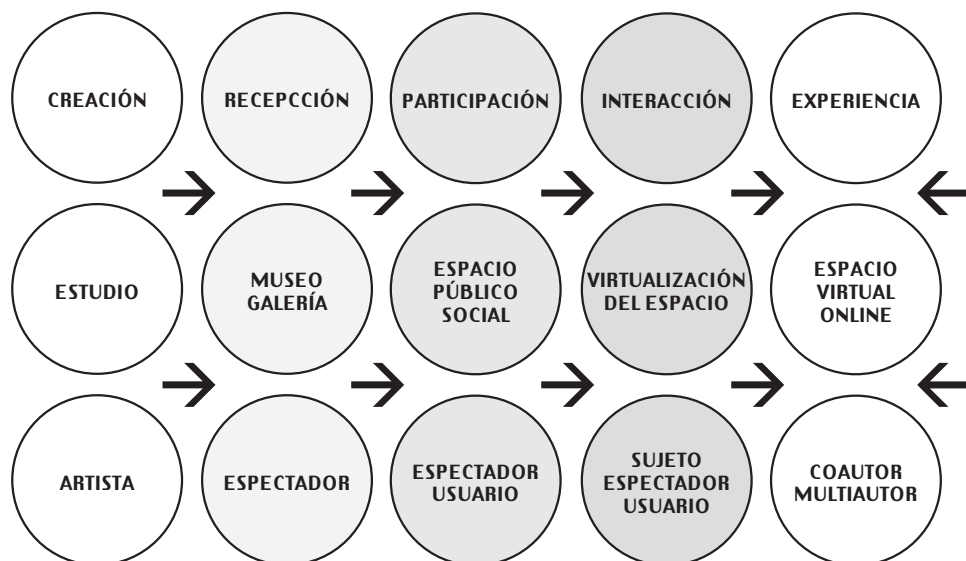 CREACIÓN
RECEPCCIÓN
PARTICIPACIÓN
INTERACCIÓN
EXPERIENCIA
ESTUDIO
MUSEO
GALERÍA
ESPACIO
PÚBLICO
SOCIAL
VIRTUALIZACIÓN
DEL ESPACIO
ESPACIO
VIRTUAL
ONLINE
ARTISTA
ESPECTADOR
ESPECTADOR
USUARIO
SUJETO
ESPECTADOR
USUARIO
COAUTOR
MULTIAUTOR